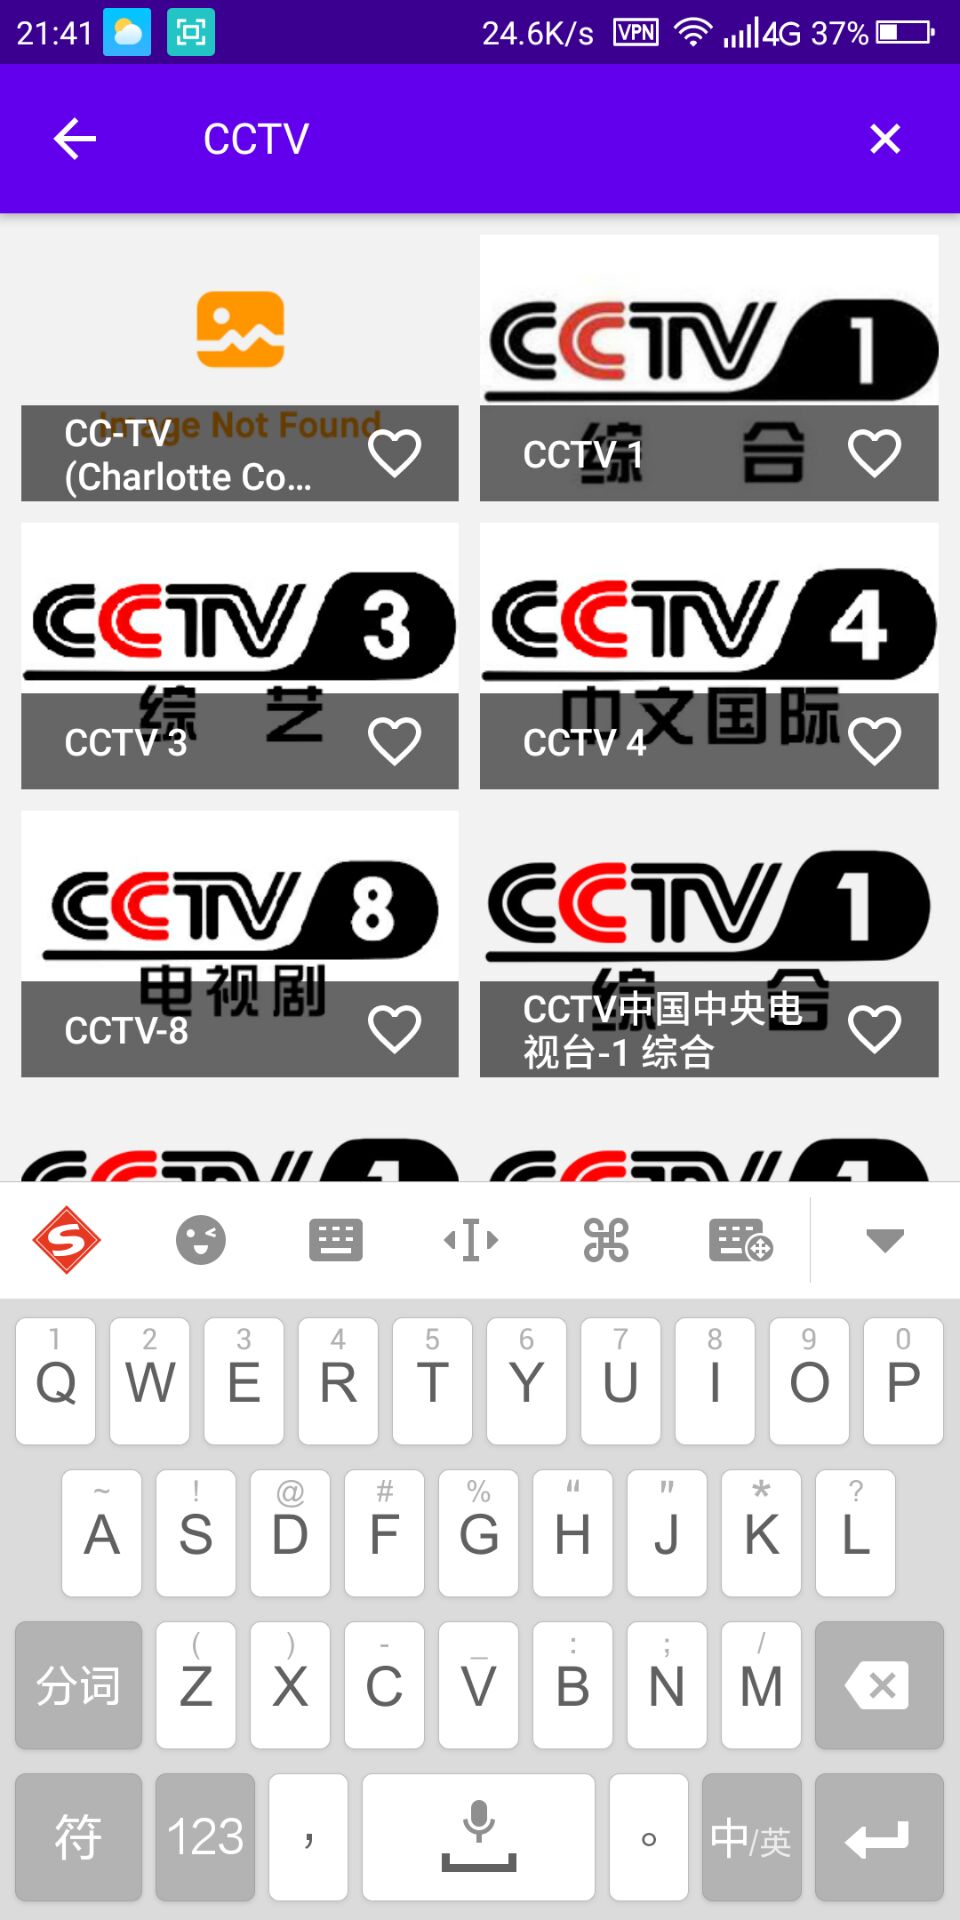 21:41
24.6K/s VPN 4G 37%
CCTV
Image Not Found
CC-TV
(Charlotte Co...
CCTV 1
综 合
CCTV 1
CCTV 3
综 艺
CCTV 3
CCTV 4
中文国际
CCTV 4
CCTV 8
电视剧
CCTV-8
CCTV 1
综 合
CCTV中国中央电
视台-1 综合
CCTV 1
CCTV 1
S
1 2 3 4 5 6 7 8 9 0
Q W E R T Y U I O P
~ ! @ # % “ ” * ?
A S D F G H J K L
( ) - _ : ; /
分词 Z X C V B N M
符 123 ， 。 中/英